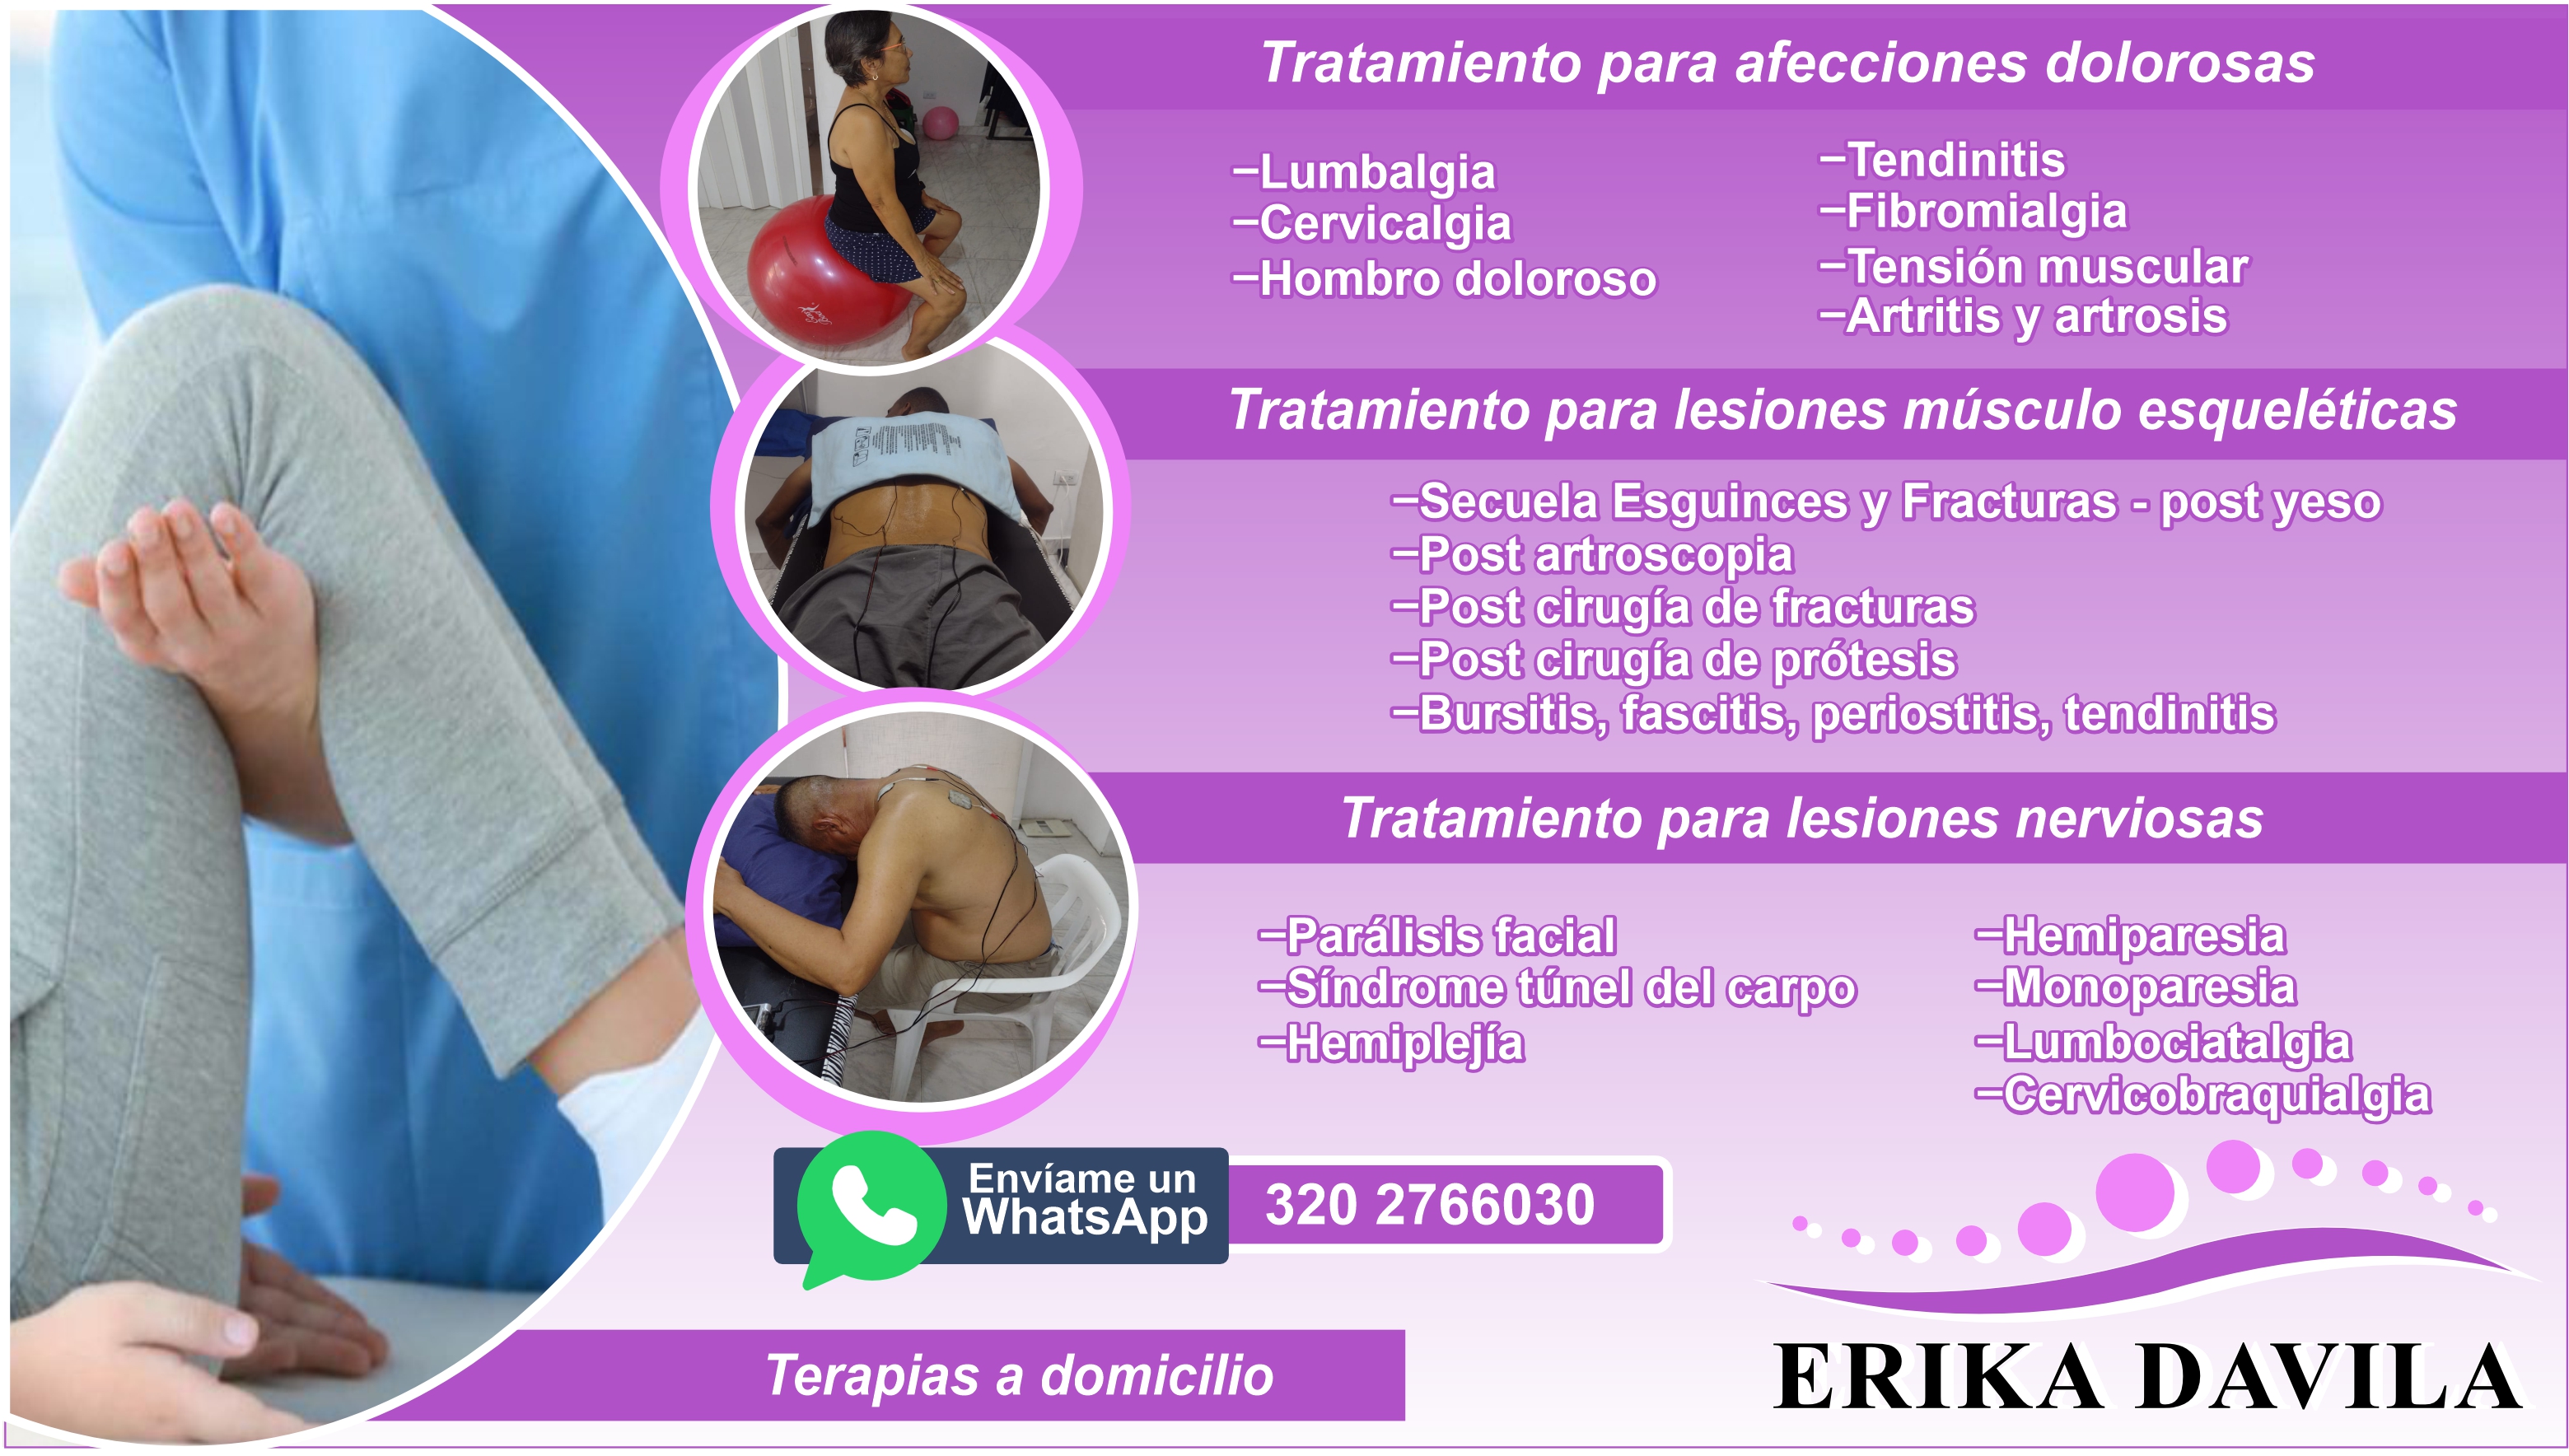 Tratamiento para afecciones dolorosas
–Lumbalgia
–Cervicalgia
–Hombro doloroso
–Tendinitis
–Fibromialgia
–Tensión muscular
–Artritis y artrosis
Tratamiento para lesiones músculo esqueléticas
–Secuela Esguinces y Fracturas - post yeso
–Post artroscopia
–Post cirugía de fracturas
–Post cirugía de prótesis
–Bursitis, fascitis, periostitis, tendinitis
Tratamiento para lesiones nerviosas
–Parálisis facial
–Síndrome túnel del carpo
–Hemiplejía
–Hemiparesia
–Monoparesia
–Lumbociatalgia
–Cervicobraquialgia
Envíame un
WhatsApp
320 2766030
Terapias a domicilio
ERIKA DAVILA